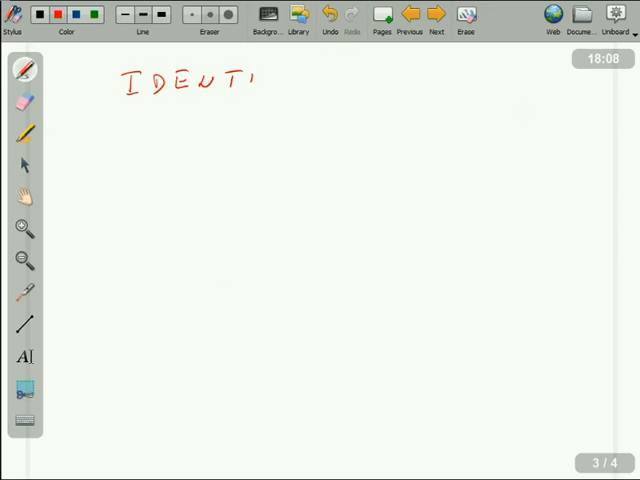 Stylus Color Line Eraser Backgro... Library Undo Redo Pages Previous Next Erase Web Docume... Uniboard
18:08
IDENTI
3 / 4